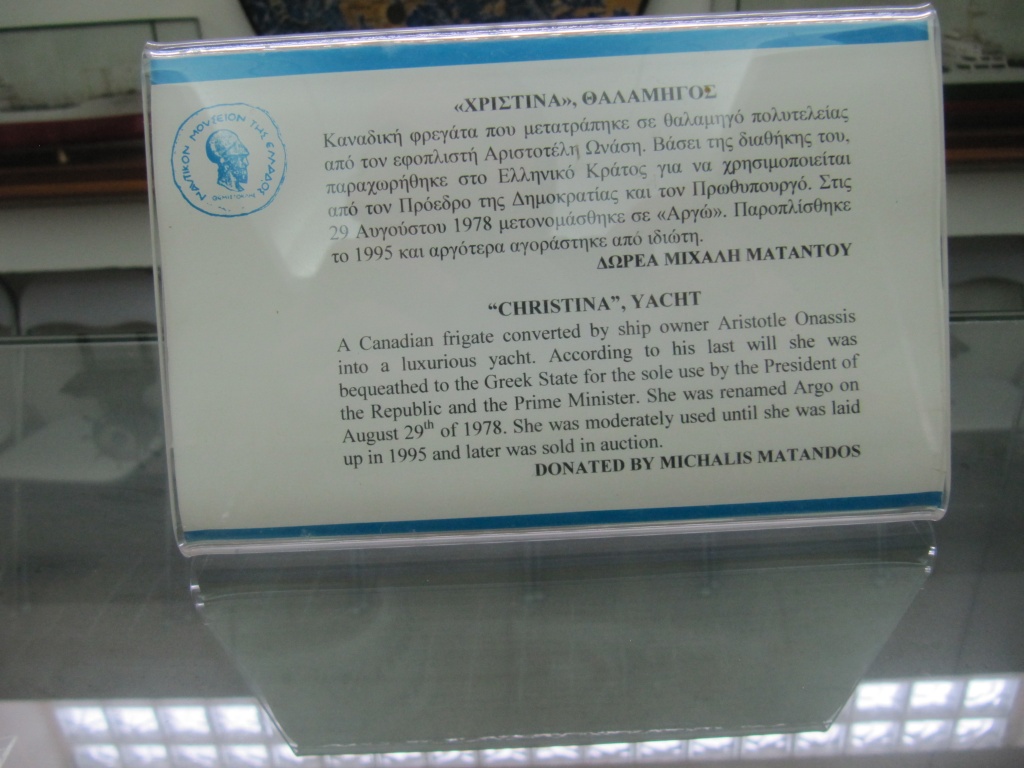 «ΧΡΙΣΤΙΝΑ», ΘΑΛΑΜΗΓΟΣ
Καναδική φρεγάτα που μετατράπηκε σε θαλαμηγό πολυτελείας
από τον εφοπλιστή Αριστοτέλη Ωνάση. Βάσει της διαθήκης του,
παραχωρήθηκε στο Ελληνικό Κράτος για να χρησιμοποιείται
από τον Πρόεδρο της Δημοκρατίας και τον Πρωθυπουργό. Στις
29 Αυγούστου 1978 μετονομάσθηκε σε «Αργώ». Παροπλίσθηκε
το 1995 και αργότερα αγοράστηκε από ιδιώτη.
ΔΩΡΕΑ ΜΙΧΑΛΗ ΜΑΤΑΝΤΟΥ
ΝΑΥΤΙΚΟΝ ΜΟΥΣΕΙΟΝ ΤΗΣ ΕΛΛΑΔΟΣ
“CHRISTINA”, YACHT
A Canadian frigate converted by ship owner Aristotle Onassis
into a luxurious yacht. According to his last will she was
bequeathed to the Greek State for the sole use by the President of
the Republic and the Prime Minister. She was renamed Argo on
August 29th of 1978. She was moderately used until she was laid
up in 1995 and later was sold in auction.
DONATED BY MICHALIS MATANDOS